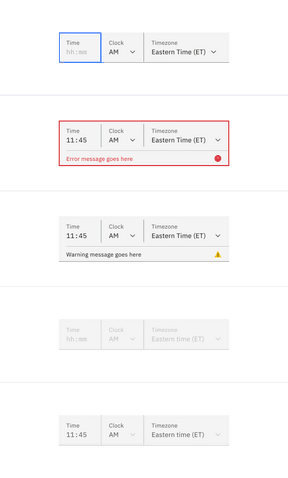 Time Clock Timezone
hh:mm AM Eastern Time (ET)
Time Clock Timezone
11:45 AM Eastern Time (ET)
Error message goes here
Time Clock Timezone
11:45 AM Eastern Time (ET)
Warning message goes here
Time Clock Timezone
hh:mm AM Eastern time (ET)
Time Clock Timezone
11:45 AM Eastern time (ET)